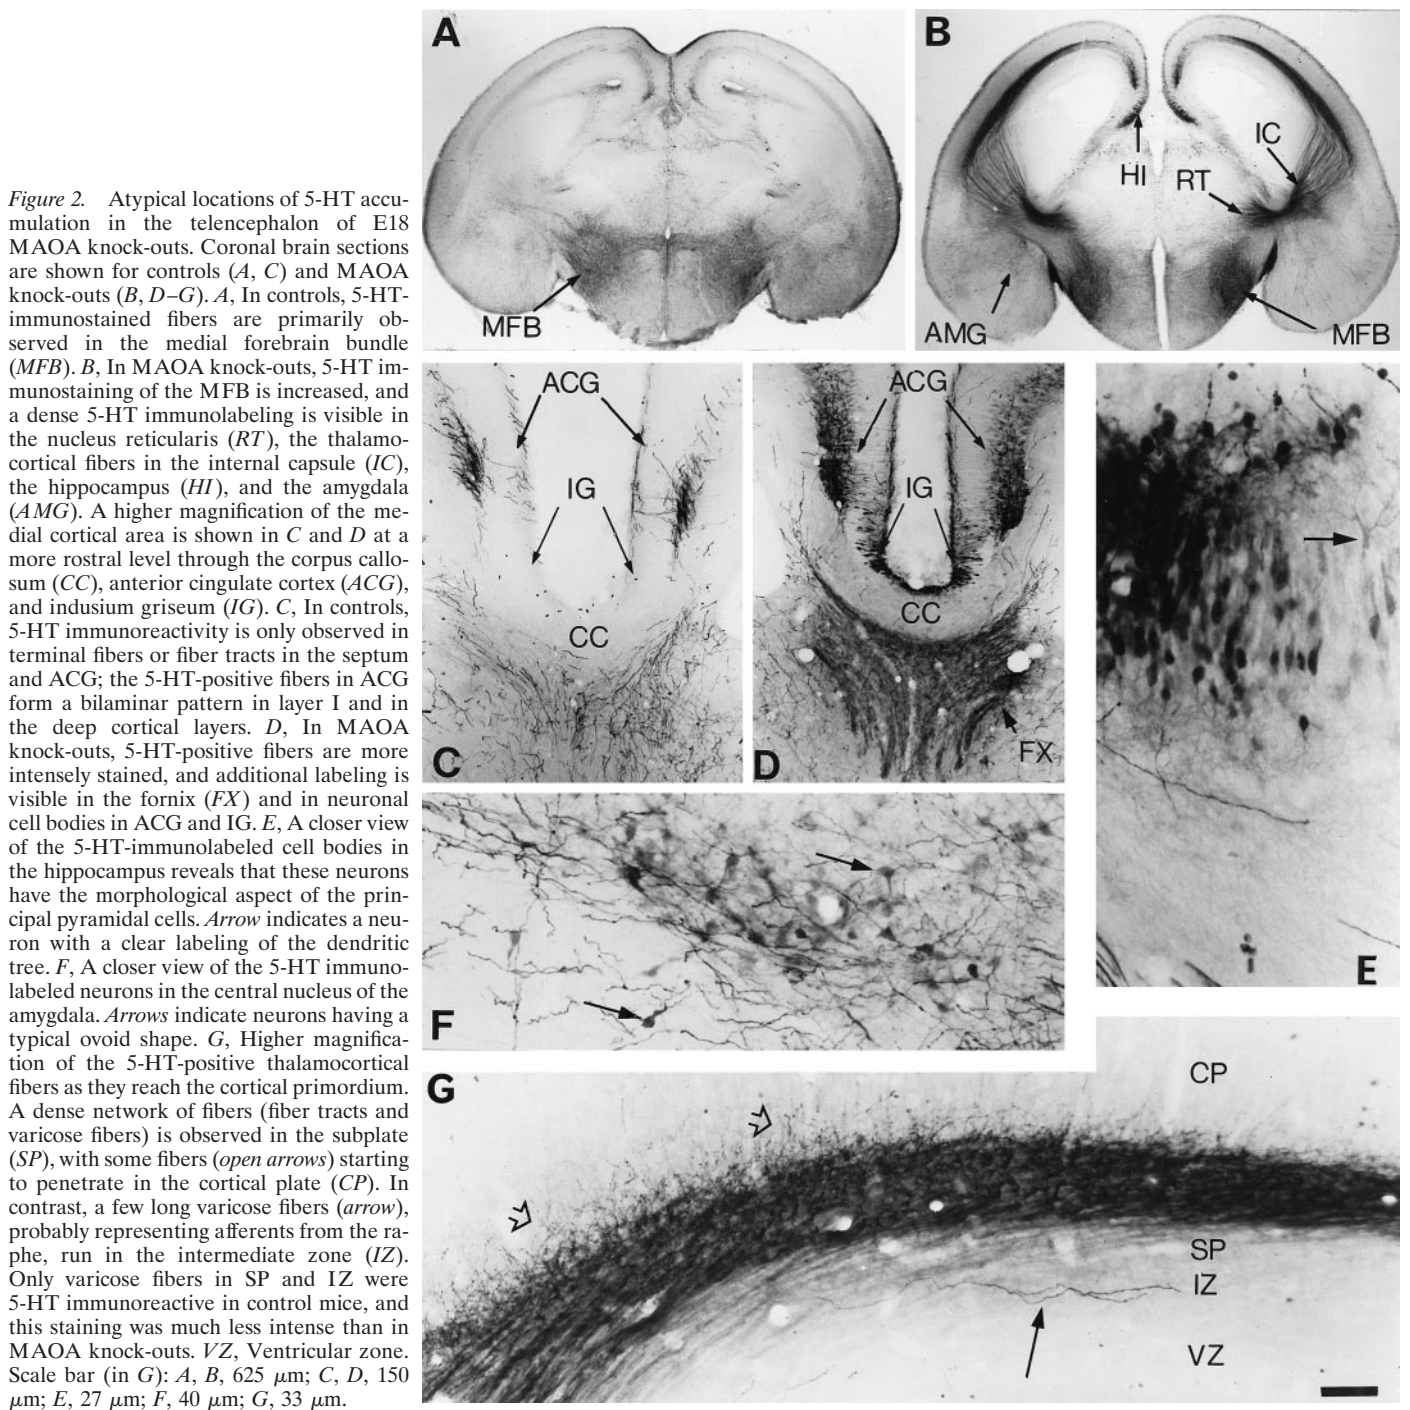 Figure 2. Atypical locations of 5-HT accu-
mulation in the telencephalon of E18
MAOA knock-outs. Coronal brain sections
are shown for controls (A, C) and MAOA
knock-outs (B, D–G). A, In controls, 5-HT-
immunostained fibers are primarily ob-
served in the medial forebrain bundle
(MFB). B, In MAOA knock-outs, 5-HT im-
munostaining of the MFB is increased, and
a dense 5-HT immunolabeling is visible in
the nucleus reticularis (RT), the thalamo-
cortical fibers in the internal capsule (IC),
the hippocampus (HI), and the amygdala
(AMG). A higher magnification of the me-
dial cortical area is shown in C and D at a
more rostral level through the corpus callo-
sum (CC), anterior cingulate cortex (ACG),
and indusium griseum (IG). C, In controls,
5-HT immunoreactivity is only observed in
terminal fibers or fiber tracts in the septum
and ACG; the 5-HT-positive fibers in ACG
form a bilaminar pattern in layer I and in
the deep cortical layers. D, In MAOA
knock-outs, 5-HT-positive fibers are more
intensely stained, and additional labeling is
visible in the fornix (FX) and in neuronal
cell bodies in ACG and IG. E, A closer view
of the 5-HT-immunolabeled cell bodies in
the hippocampus reveals that these neurons
have the morphological aspect of the prin-
cipal pyramidal cells. Arrow indicates a neu-
ron with a clear labeling of the dendritic
tree. F, A closer view of the 5-HT immuno-
labeled neurons in the central nucleus of the
amygdala. Arrows indicate neurons having a
typical ovoid shape. G, Higher magnifica-
tion of the 5-HT-positive thalamocortical
fibers as they reach the cortical primordium.
A dense network of fibers (fiber tracts and
varicose fibers) is observed in the subplate
(SP), with some fibers (open arrows) starting
to penetrate in the cortical plate (CP). In
contrast, a few long varicose fibers (arrow),
probably representing afferents from the ra-
phe, run in the intermediate zone (IZ).
Only varicose fibers in SP and IZ were
5-HT immunoreactive in control mice, and
this staining was much less intense than in
MAOA knock-outs. VZ, Ventricular zone.
Scale bar (in G): A, B, 625 μm; C, D, 150
μm; E, 27 μm; F, 40 μm; G, 33 μm.
A
MFB
B
HI
RT
IC
AMG
MFB
ACG
IG
CC
C
ACG
IG
CC
FX
D
E
F
G
CP
SP
IZ
VZ